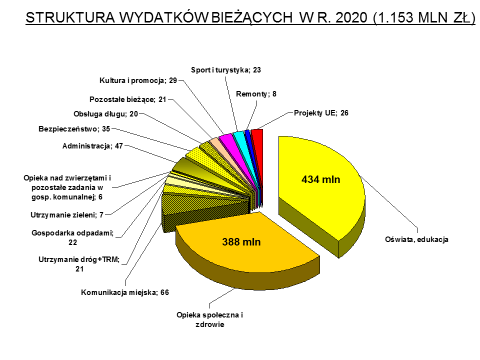 STRUKTURA WYDATKÓW BIEŻĄCYCH W R. 2020 (1.153 MLN ZŁ)
Sport i turystyka; 23
Kultura i promocja; 29
Remonty; 8
Pozostałe bieżące; 21
Projekty UE; 26
Obsługa długu; 20
Bezpieczeństwo; 35
Administracja; 47
Opieka nad zwierzętami i
pozostałe zadania w
gosp. komunalnej; 6
434 mln
Utrzymanie zieleni; 7
Gospodarka odpadami;
22
388 mln
Oświata, edukacja
Utrzymanie dróg+TRM;
21
Komunikacja miejska; 66
Opieka społeczna i
zdrowie